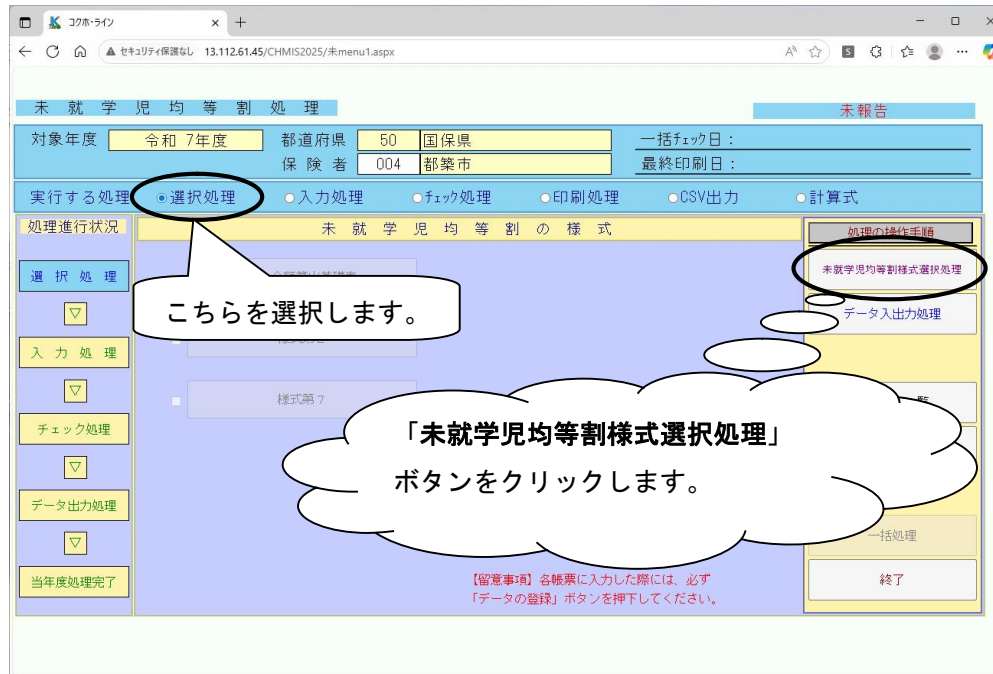 コクホ・ライン
セキュリティ保護なし 13.112.61.45/CHMIS2025/未menu1.aspx
未就学児均等割処理
未報告
対象年度 令和 7年度 都道府県 50 国保県 一括ﾁｪｯｸ日：
保険者 004 都築市 最終印刷日：
実行する処理 選択処理 入力処理 ﾁｪｯｸ処理 印刷処理 CSV出力 計算式
処理進行状況
未就学児均等割の様式
処理の操作手順
選択処理
未就学児均等割様式選択処理
こちらを選択します。
データ入出力処理
入力処理
様式第7
チェック処理
「未就学児均等割様式選択処理」
ボタンをクリックします。
データ出力処理
一括処理
当年度処理完了
【留意事項】各帳票に入力した際には、必ず
「データの登録」ボタンを押下してください。
終了